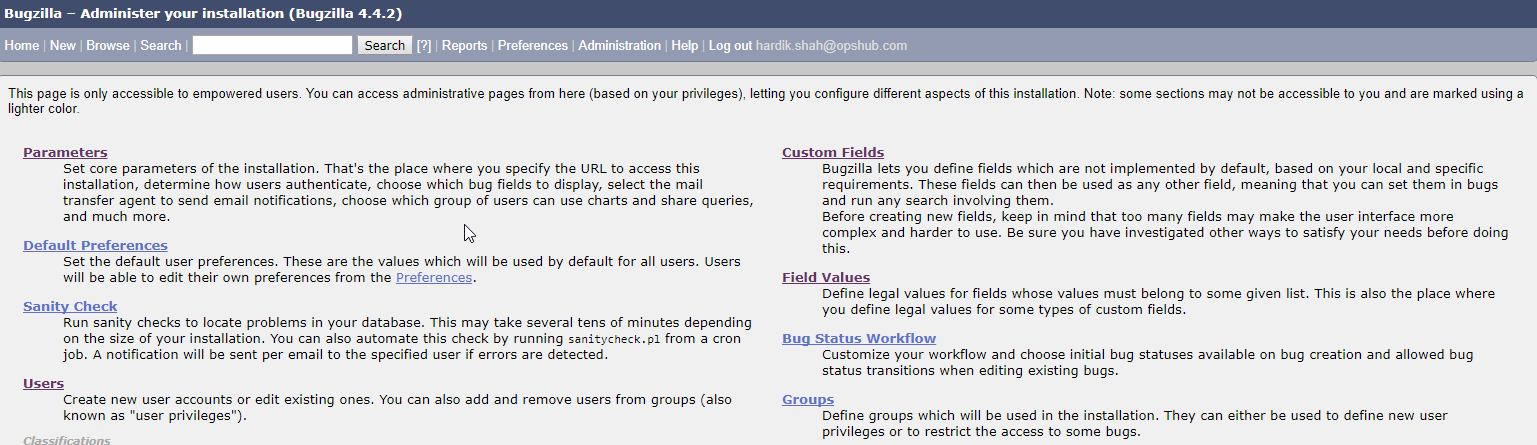 Bugzilla – Administer your installation (Bugzilla 4.4.2)
Home | New | Browse | Search | Search [?] | Reports | Preferences | Administration | Help | Log out hardik.shah@opshub.com
This page is only accessible to empowered users. You can access administrative pages from here (based on your privileges), letting you configure different aspects of this installation. Note: some sections may not be accessible to you and are marked using a
lighter color.
Parameters
Set core parameters of the installation. That's the place where you specify the URL to access this
installation, determine how users authenticate, choose which bug fields to display, select the mail
transfer agent to send email notifications, choose which group of users can use charts and share queries,
and much more.
Default Preferences
Set the default user preferences. These are the values which will be used by default for all users. Users
will be able to edit their own preferences from the Preferences.
Sanity Check
Run sanity checks to locate problems in your database. This may take several tens of minutes depending
on the size of your installation. You can also automate this check by running sanitycheck.pl from a cron
job. A notification will be sent per email to the specified user if errors are detected.
Users
Create new user accounts or edit existing ones. You can also add and remove users from groups (also
known as "user privileges").
Classifications
Custom Fields
Bugzilla lets you define fields which are not implemented by default, based on your local and specific
requirements. These fields can then be used as any other field, meaning that you can set them in bugs
and run any search involving them.
Before creating new fields, keep in mind that too many fields may make the user interface more
complex and harder to use. Be sure you have investigated other ways to satisfy your needs before doing
this.
Field Values
Define legal values for fields whose values must belong to some given list. This is also the place where
you define legal values for some types of custom fields.
Bug Status Workflow
Customize your workflow and choose initial bug statuses available on bug creation and allowed bug
status transitions when editing existing bugs.
Groups
Define groups which will be used in the installation. They can either be used to define new user
privileges or to restrict the access to some bugs.